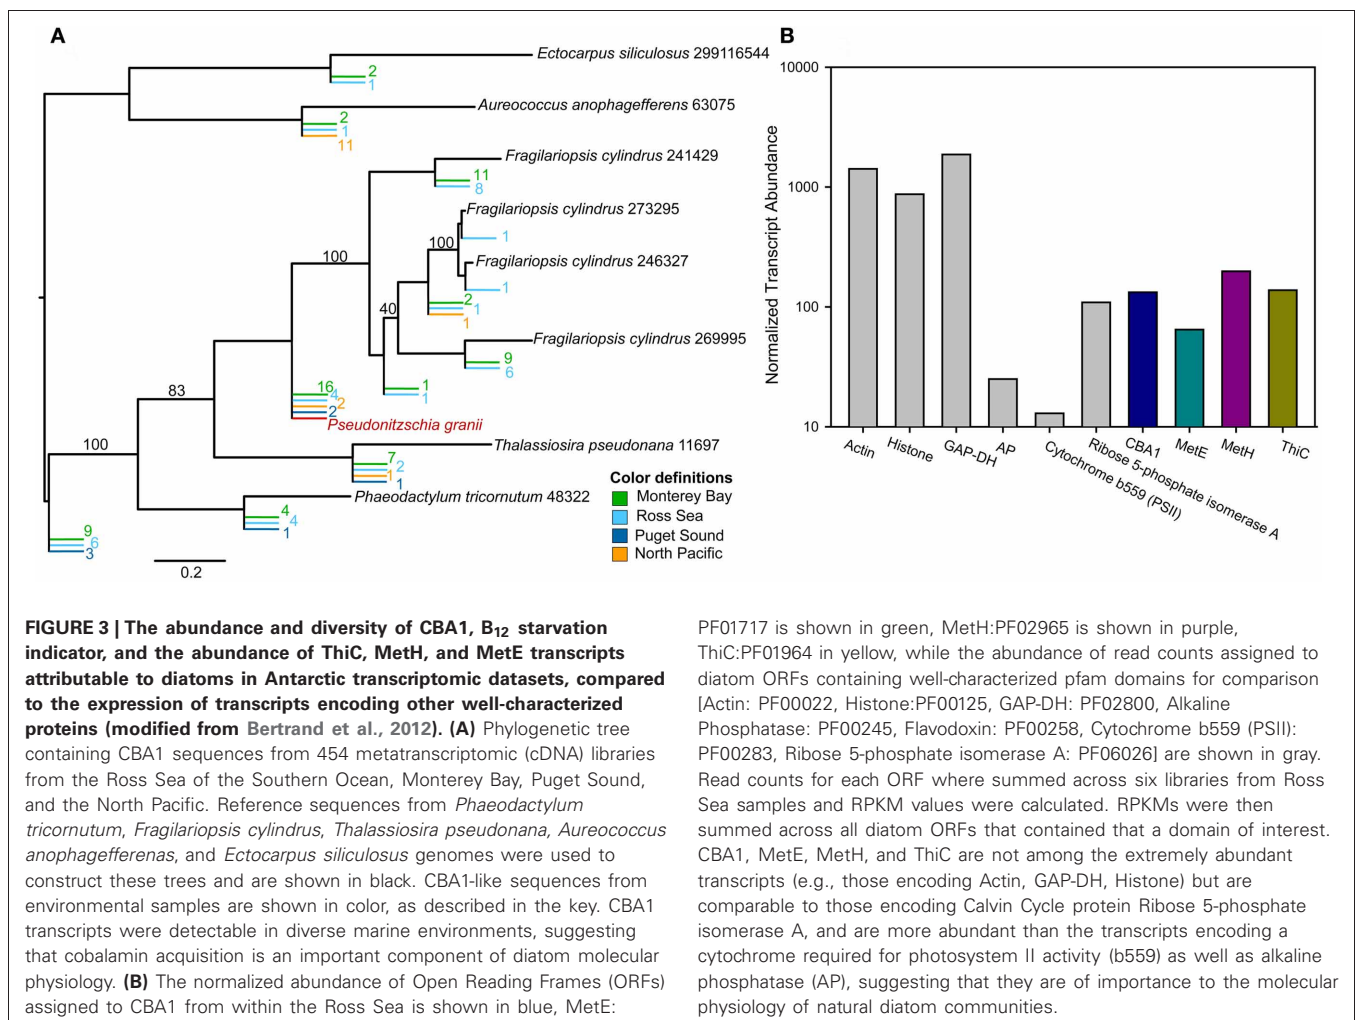 A
Ectocarpus siliculosus 299116544
2
1
Aureococcus anophagefferens 63075
2
1
11
Fragilariopsis cylindrus 241429
11
8
Fragilariopsis cylindrus 273295
1
100
100
Fragilariopsis cylindrus 246327
1
2
1
1
40
Fragilariopsis cylindrus 269995
9
6
1
1
83
16
4
2
2
Pseudonitzschia granii
100
Thalassiosira pseudonana 11697
7
2
1
1
Phaeodactylum tricornutum 48322
4
4
1
9
6
3
0.2
Color definitions
Monterey Bay
Ross Sea
Puget Sound
North Pacific
B
Normalized Transcript Abundance
10000
1000
100
10
Actin
Histone
GAP-DH
AP
Cytochrome b559 (PSII)
Ribose 5-phosphate isomerase A
CBA1
MetE
MetH
ThiC
FIGURE 3 | The abundance and diversity of CBA1, B12 starvation
indicator, and the abundance of ThiC, MetH, and MetE transcripts
attributable to diatoms in Antarctic transcriptomic datasets, compared
to the expression of transcripts encoding other well-characterized
proteins (modified from Bertrand et al., 2012). (A) Phylogenetic tree
containing CBA1 sequences from 454 metatranscriptomic (cDNA) libraries
from the Ross Sea of the Southern Ocean, Monterey Bay, Puget Sound,
and the North Pacific. Reference sequences from Phaeodactylum
tricornutum, Fragilariopsis cylindrus, Thalassiosira pseudonana, Aureococcus
anophagefferenas, and Ectocarpus siliculosus genomes were used to
construct these trees and are shown in black. CBA1-like sequences from
environmental samples are shown in color, as described in the key. CBA1
transcripts were detectable in diverse marine environments, suggesting
that cobalamin acquisition is an important component of diatom molecular
physiology. (B) The normalized abundance of Open Reading Frames (ORFs)
assigned to CBA1 from within the Ross Sea is shown in blue, MetE:
PF01717 is shown in green, MetH:PF02965 is shown in purple,
ThiC:PF01964 in yellow, while the abundance of read counts assigned to
diatom ORFs containing well-characterized pfam domains for comparison
[Actin: PF00022, Histone:PF00125, GAP-DH: PF02800, Alkaline
Phosphatase: PF00245, Flavodoxin: PF00258, Cytochrome b559 (PSII):
PF00283, Ribose 5-phosphate isomerase A: PF06026] are shown in gray.
Read counts for each ORF where summed across six libraries from Ross
Sea samples and RPKM values were calculated. RPKMs were then
summed across all diatom ORFs that contained that a domain of interest.
CBA1, MetE, MetH, and ThiC are not among the extremely abundant
transcripts (e.g., those encoding Actin, GAP-DH, Histone) but are
comparable to those encoding Calvin Cycle protein Ribose 5-phosphate
isomerase A, and are more abundant than the transcripts encoding a
cytochrome required for photosystem II activity (b559) as well as alkaline
phosphatase (AP), suggesting that they are of importance to the molecular
physiology of natural diatom communities.